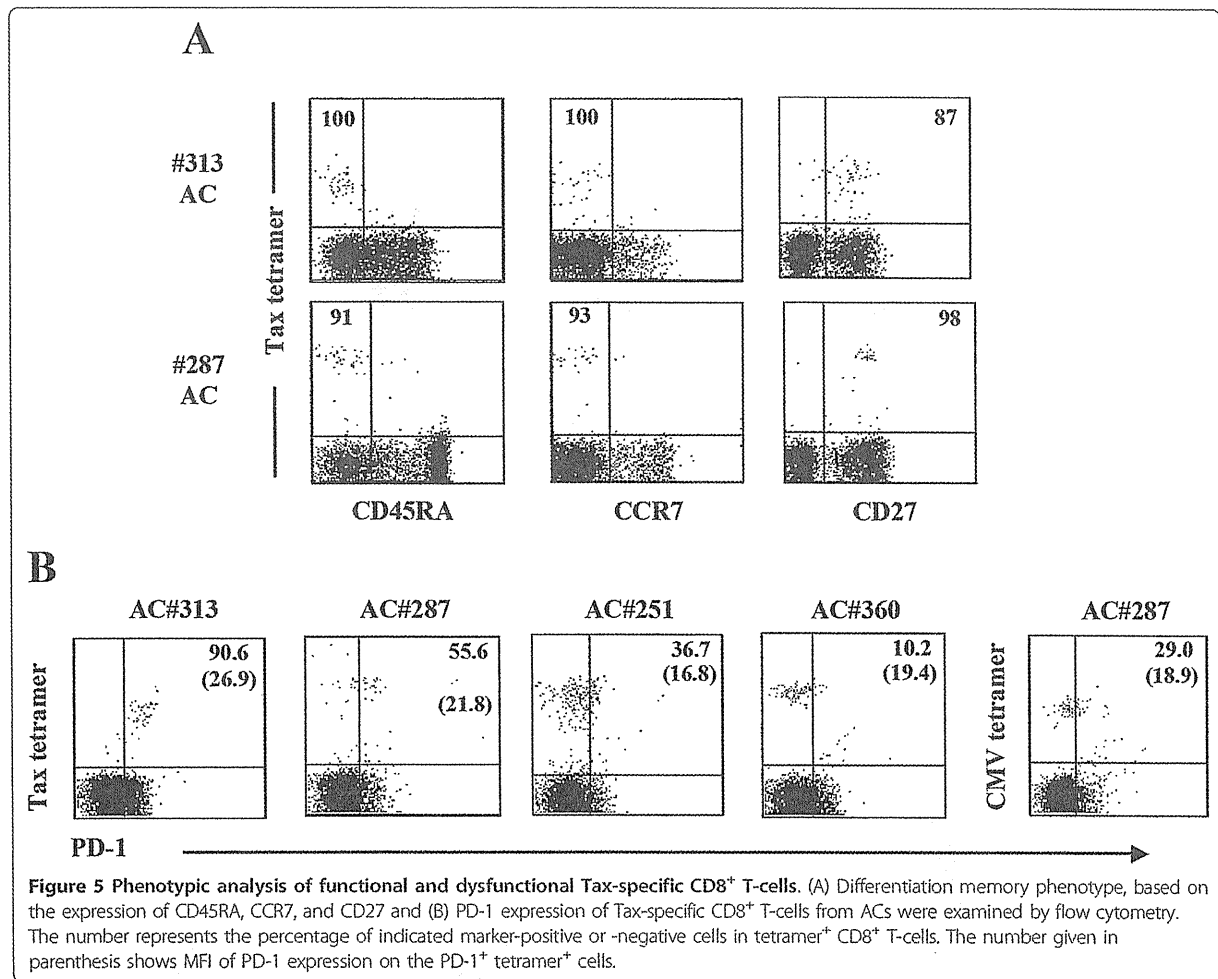 A
100
100
87
#313
AC
Tax tetramer
91
93
98
#287
AC
CD45RA
CCR7
CD27
B
AC#313
AC#287
AC#251
AC#360
AC#287
Tax tetramer
90.6
(26.9)
55.6
(21.8)
36.7
(16.8)
10.2
(19.4)
CMV tetramer
29.0
(18.9)
PD-1
Figure 5 Phenotypic analysis of functional and dysfunctional Tax-specific CD8⁺ T-cells. (A) Differentiation memory phenotype, based on
the expression of CD45RA, CCR7, and CD27 and (B) PD-1 expression of Tax-specific CD8⁺ T-cells from ACs were examined by flow cytometry.
The number represents the percentage of indicated marker-positive or -negative cells in tetramer⁺ CD8⁺ T-cells. The number given in
parenthesis shows MFI of PD-1 expression on the PD-1⁺ tetramer⁺ cells.